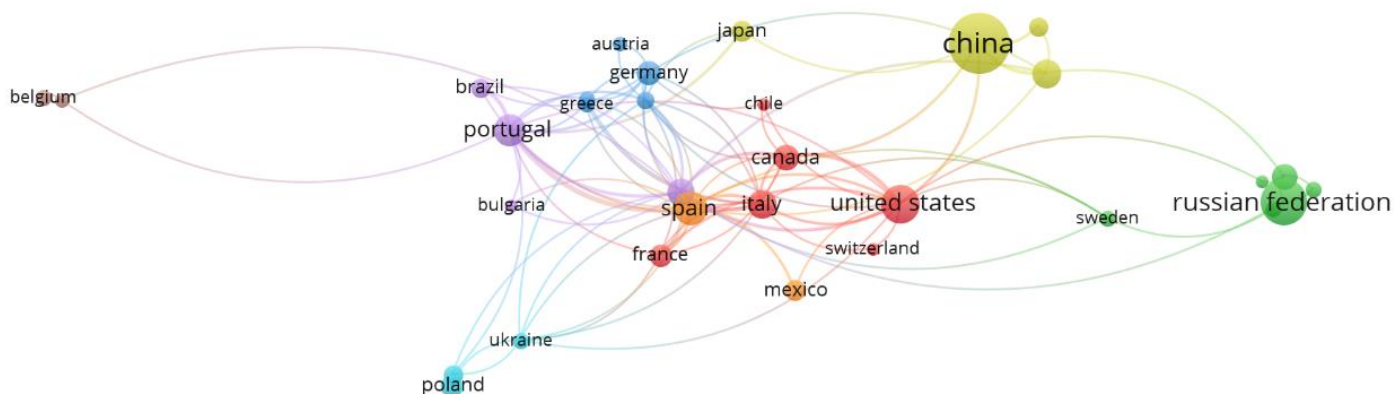 china
japan
austria
germany
brazil
belgium
greece
chile
portugal
canada
bulgaria
spain
italy
united states
russian federation
sweden
france
switzerland
mexico
ukraine
poland